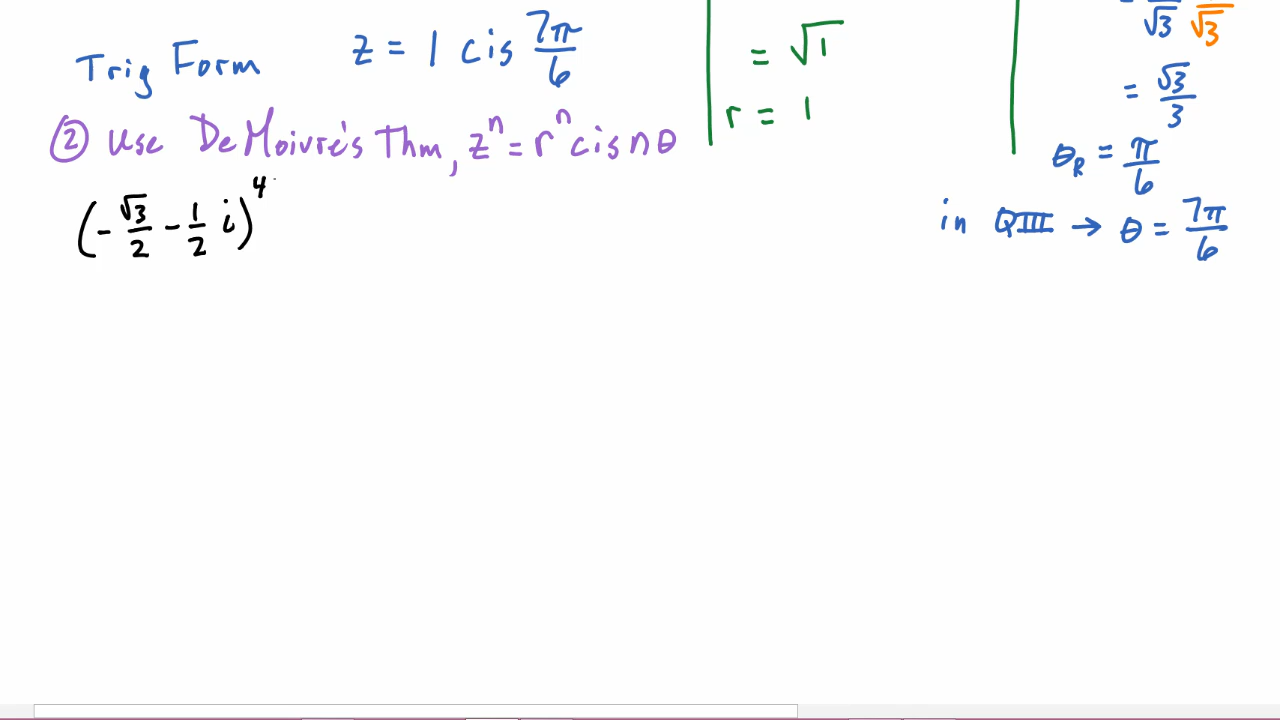 Trig Form z = 1 cis 7π/6
② Use DeMoivre's Thm, zⁿ = rⁿ cis nθ
(-√3/2 - 1/2 i)⁴
= √1
r = 1
√3 √3
= √3/3
θ_R = π/6
in QIII → θ = 7π/6